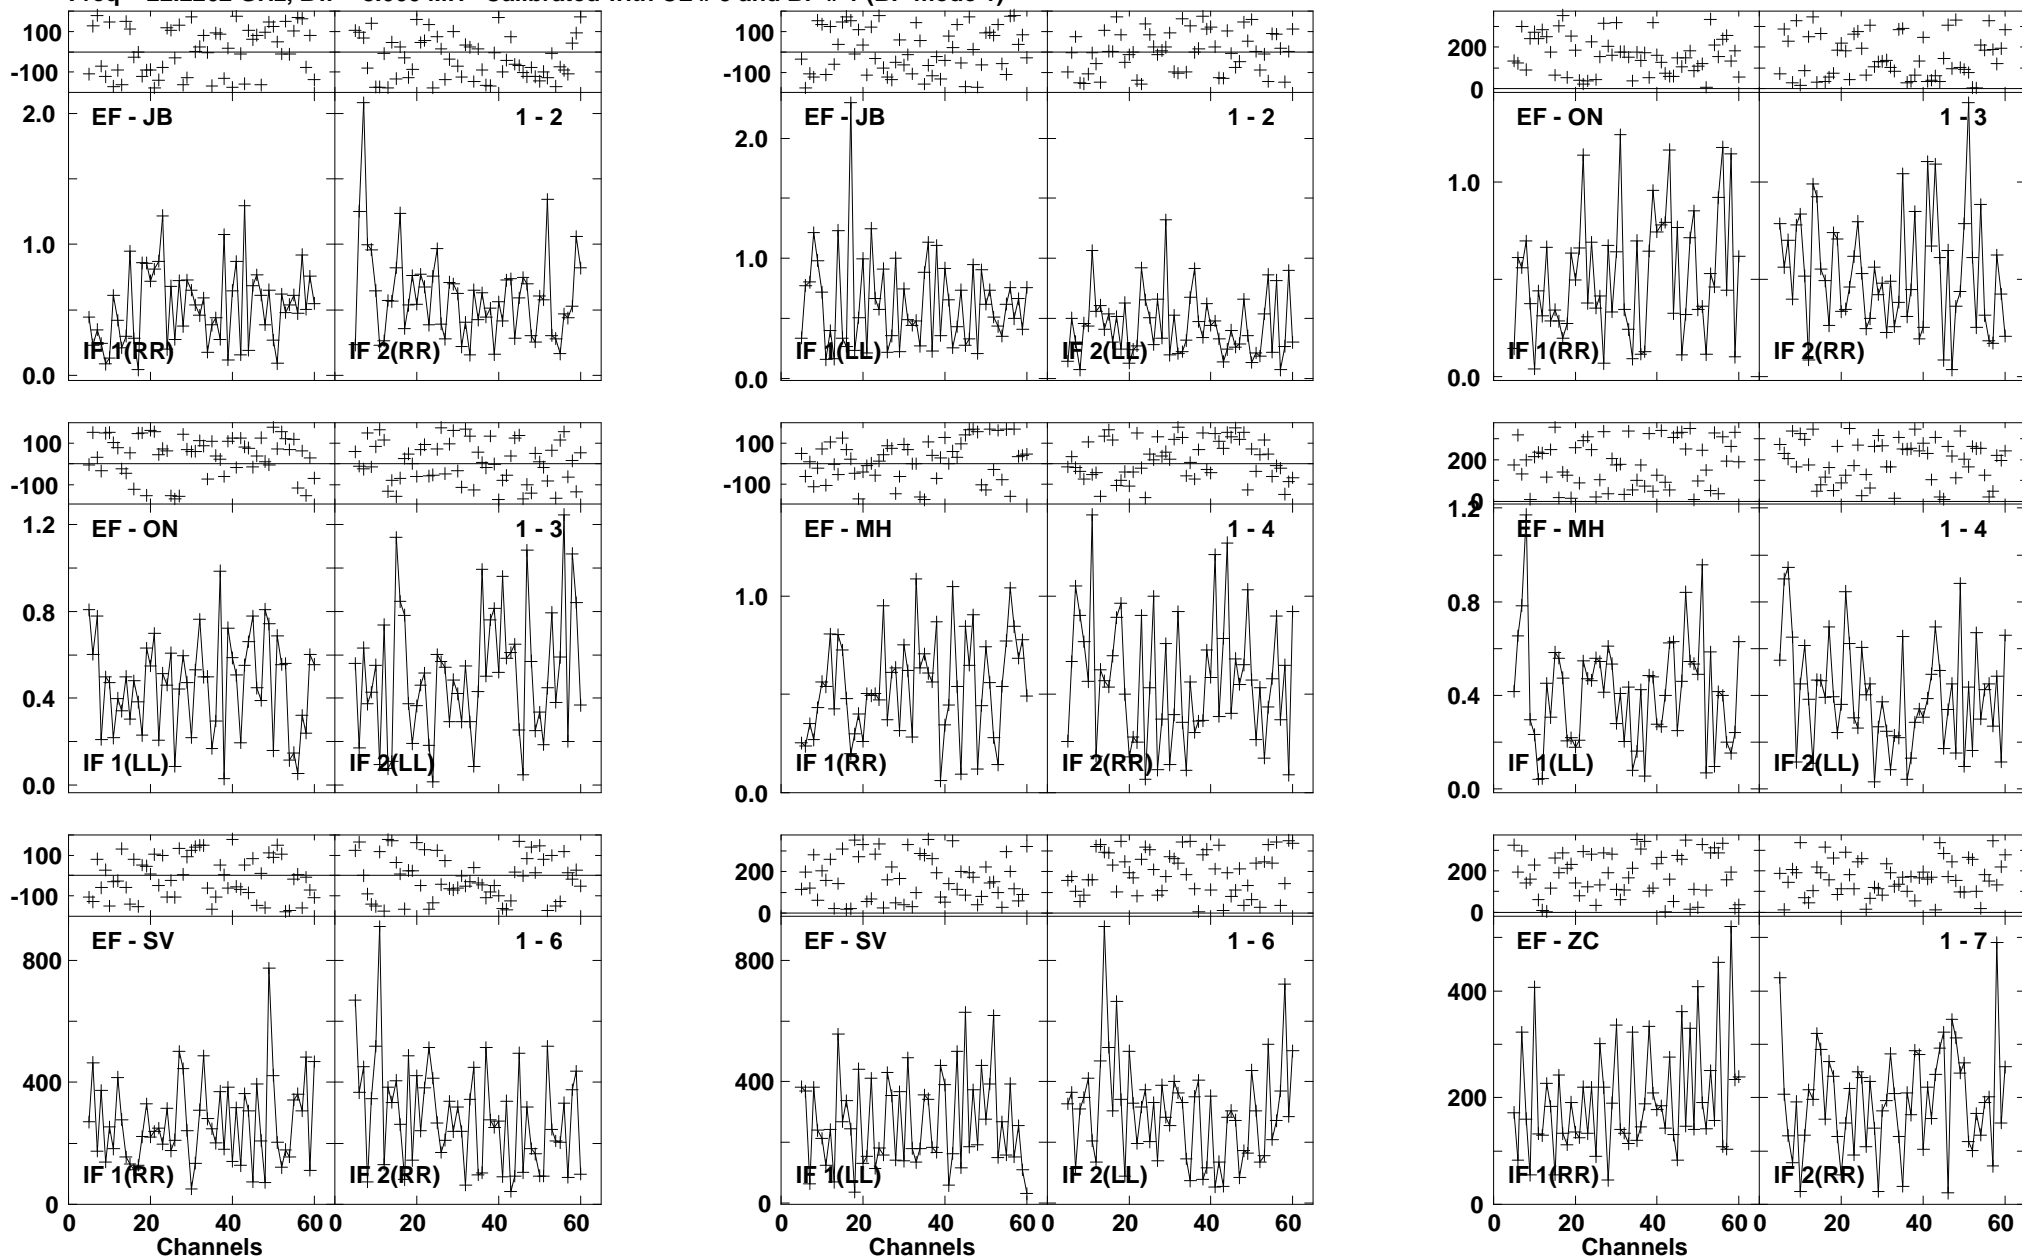 100
-100
EF - JB
1 - 2
2.0
1.0
0.0
IF 1(RR)
IF 2(RR)
100
-100
EF - JB
1 - 2
2.0
1.0
0.0
IF 1(LL)
IF 2(LL)
200
0
EF - ON
1 - 3
1.0
0.0
IF 1(RR)
IF 2(RR)
100
-100
EF - ON
1 - 3
1.2
0.8
0.4
0.0
IF 1(LL)
IF 2(LL)
100
-100
EF - MH
1 - 4
1.0
0.0
IF 1(RR)
IF 2(RR)
200
0
EF - MH
1 - 4
1.2
0.8
0.4
0.0
IF 1(LL)
IF 2(LL)
100
-100
EF - SV
1 - 6
800
400
0
IF 1(RR)
IF 2(RR)
0 20 40 60 0 20 40 60
Channels
200
0
EF - SV
1 - 6
800
400
0
IF 1(LL)
IF 2(LL)
0 20 40 60 0 20 40 60
Channels
200
0
EF - ZC
1 - 7
400
200
0
IF 1(RR)
IF 2(RR)
0 20 40 60 0 20 40 60
Channels